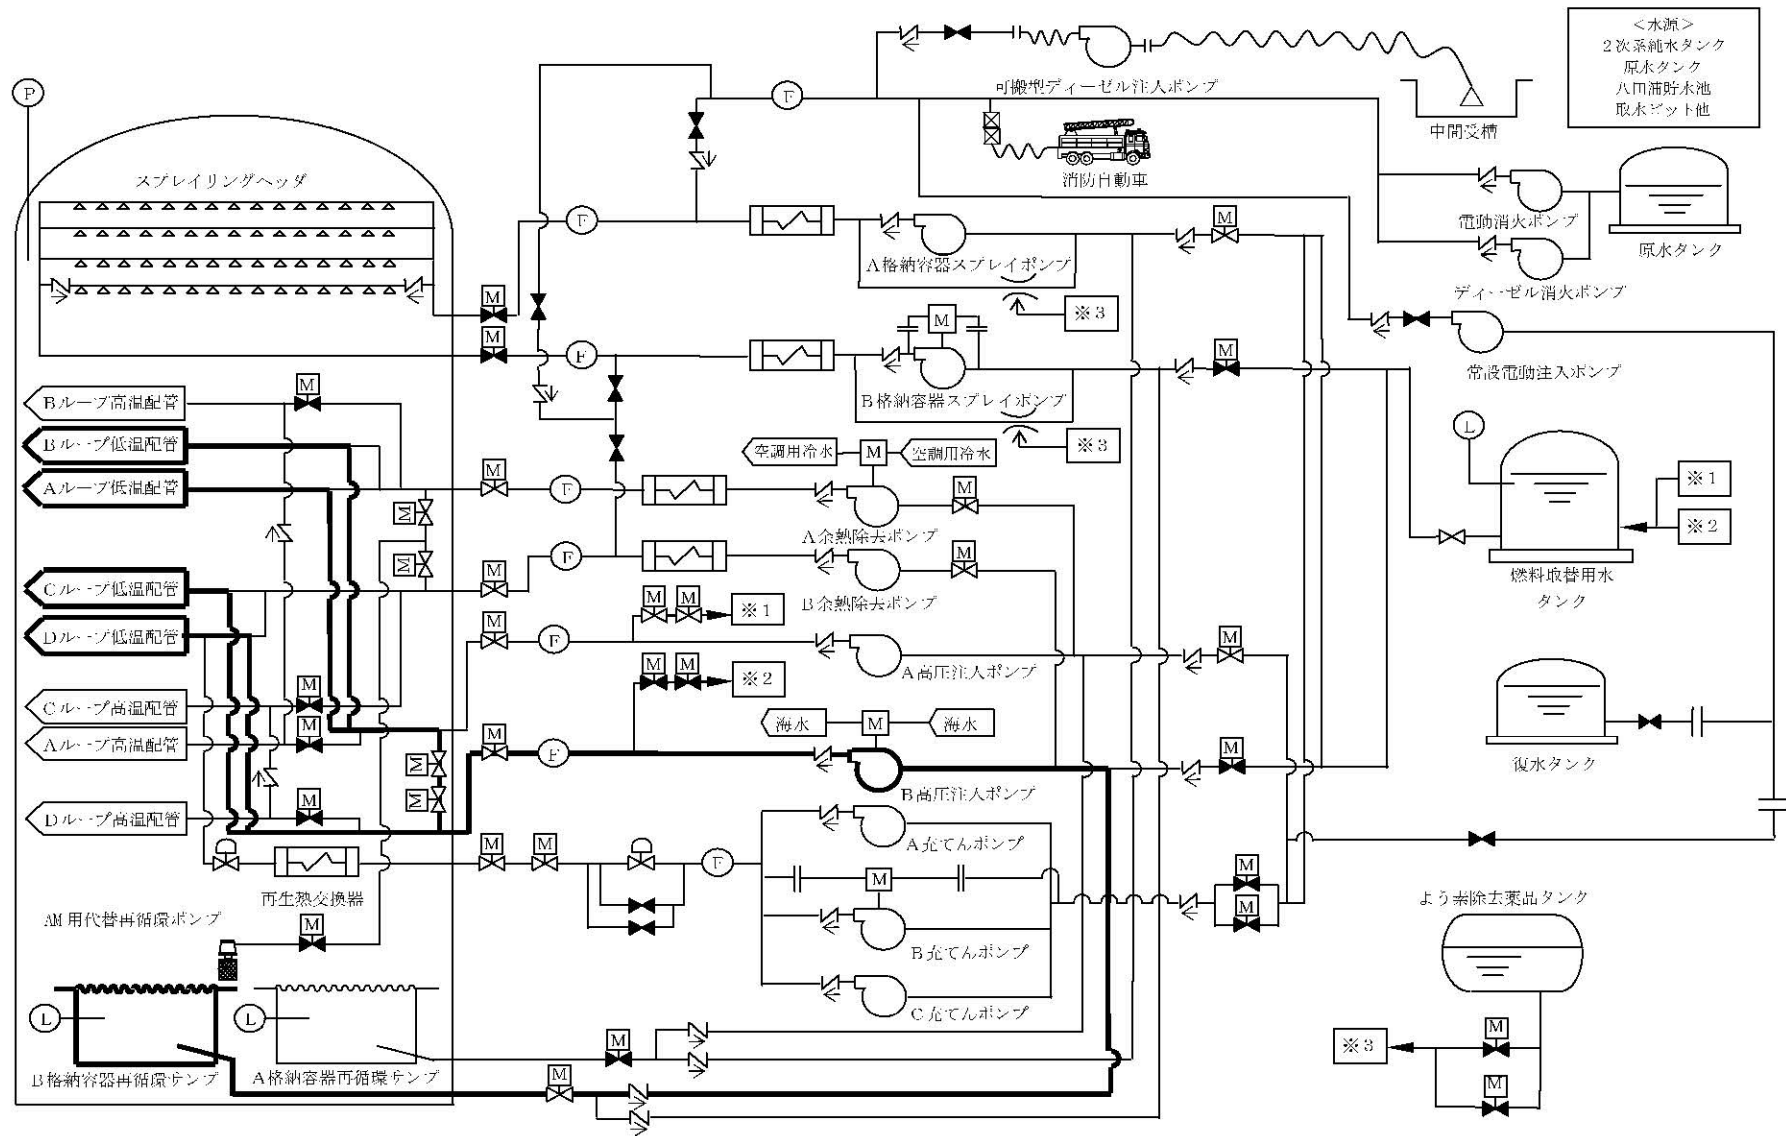 <水源>
2次系純水タンク
原水タンク
八田浦貯水池
取水ピット他
P
F
可搬型ディーゼル注入ポンプ
中間受槽
消防自動車
スプレイリングヘッダ
電動消火ポンプ
原水タンク
F
M
A格納容器スプレイポンプ
ディーゼル消火ポンプ
M
※3
M
M
F
M
常設電動注入ポンプ
M
Bループ高温配管
B格納容器スプレイポンプ
L
Bループ低温配管
空調用冷水
M
空調用冷水
※3
Aループ低温配管
M
F
M
※1
M
※2
A余熱除去ポンプ
M
F
M
M
燃料取替用水
タンク
Cループ低温配管
M
B余熱除去ポンプ
M
M
※1
Dループ低温配管
M
F
M
A高圧注入ポンプ
M
M
※2
Cループ高温配管
M
海水
M
海水
Aループ高温配管
M
M
F
M
復水タンク
M
B高圧注入ポンプ
M
Dループ高温配管
M
A充てんポンプ
M
M
F
M
M
再生熱交換器
よう素除去薬品タンク
AM用代替再循環ポンプ
M
M
B充てんポンプ
L
L
C充てんポンプ
M
M
※3
B格納容器再循環サンプ
A格納容器再循環サンプ
M
M